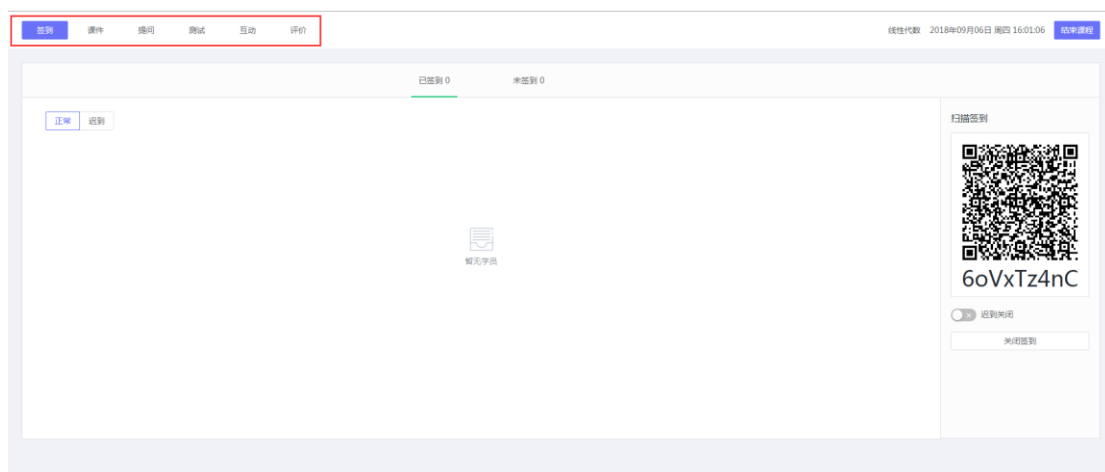 签到 课件 提问 测试 互动 评价 线性代数 2018年09月06日 周四 16:01:06 结束课程
已签到 0 未签到 0
正常 迟到
扫描签到
暂无学员
6oVxTz4nC
迟到关闭
关闭签到